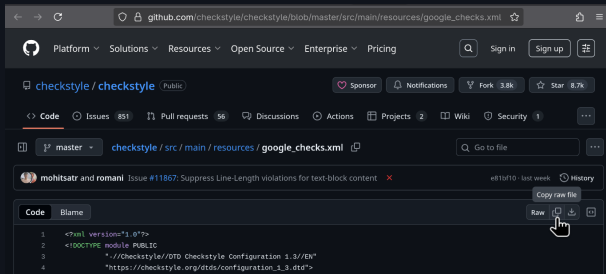 github.com/checkstyle/checkstyle/blob/master/src/main/resources/google_checks.xml
Platform Solutions Resources Open Source Enterprise Pricing Sign in Sign up
checkstyle / checkstyle Public Sponsor Notifications Fork 3.8k Star 8.7k
Code Issues 851 Pull requests 56 Discussions Actions Projects 2 Wiki Security 1
master checkstyle / src / main / resources / google_checks.xml Go to file
mohitsatr and romani Issue #11867: Suppress Line-Length violations for text-block content e81bf10 · last week History
Copy raw file
Code Blame Raw
1 <?xml version="1.0"?>
2 <!DOCTYPE module PUBLIC
3 "-//Checkstyle//DTD Checkstyle Configuration 1.3//EN"
4 "https://checkstyle.org/dtds/configuration_1_3.dtd">